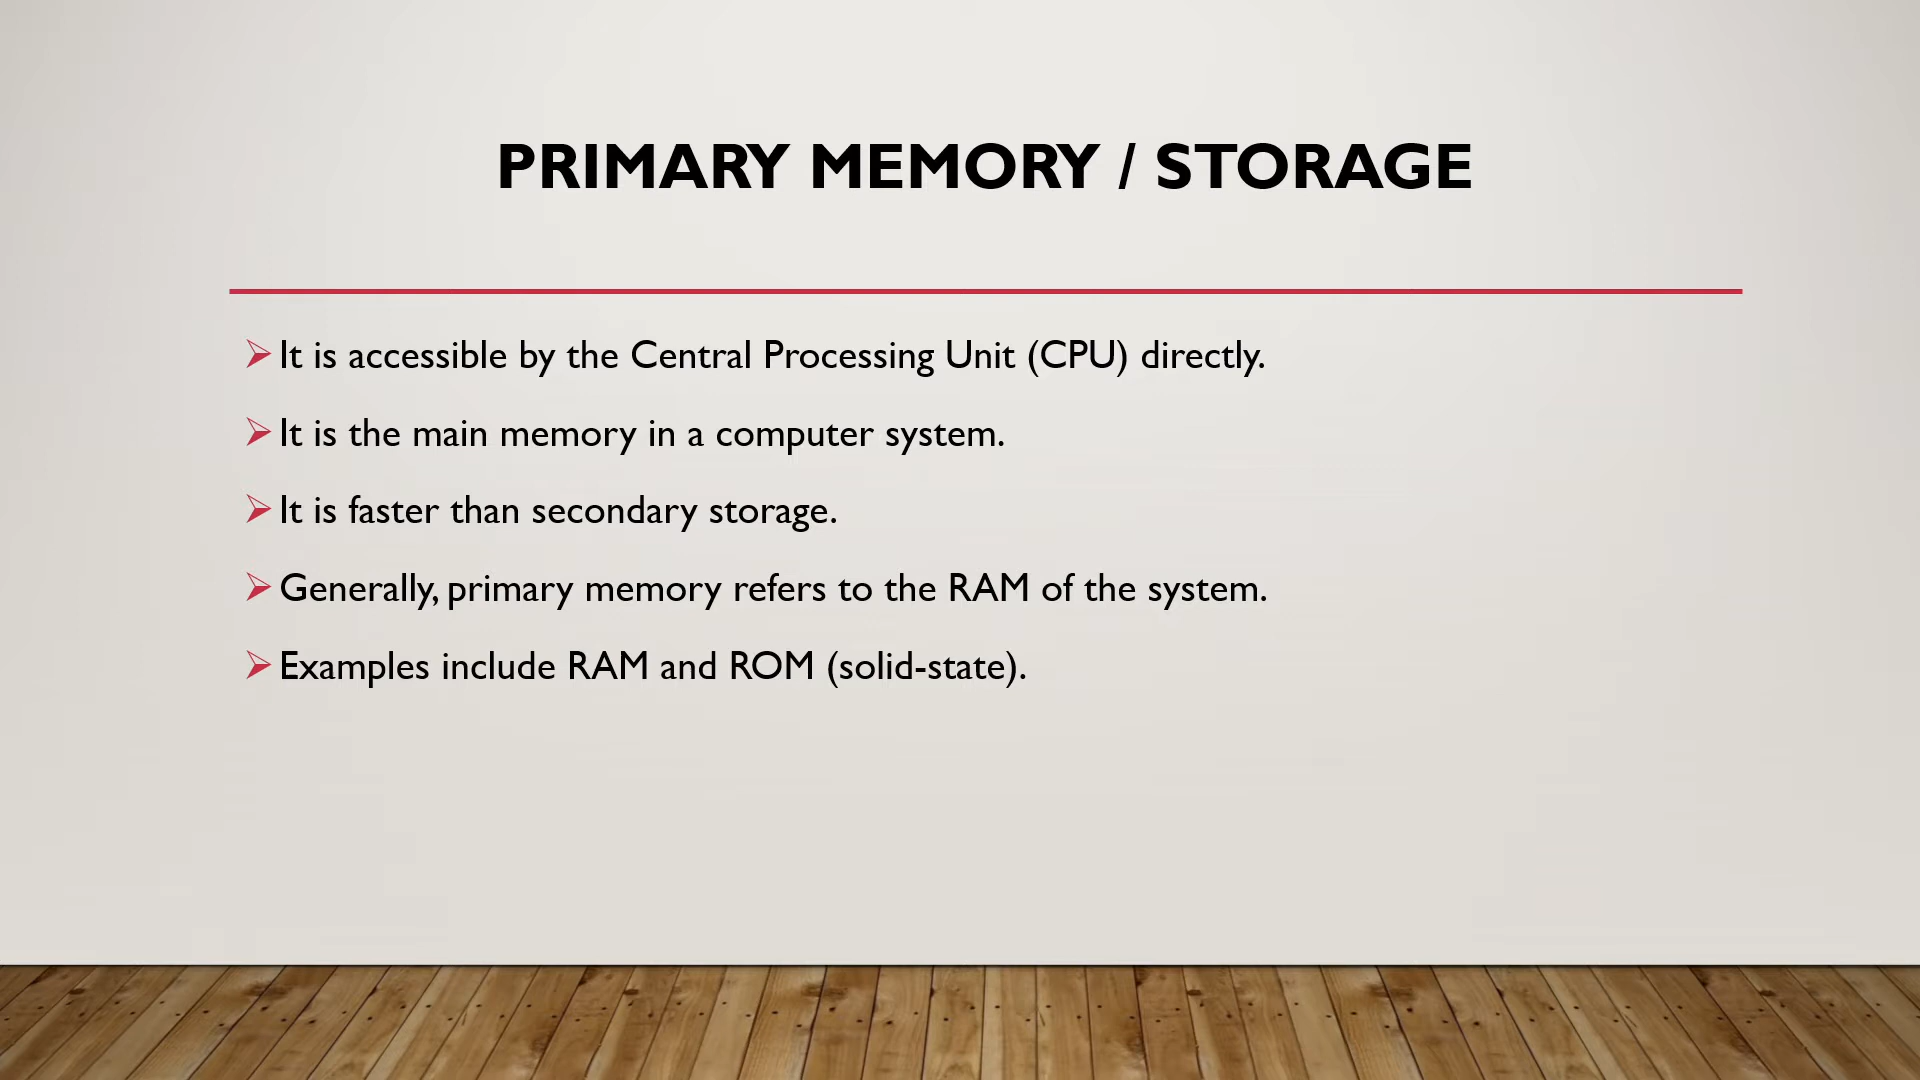 PRIMARY MEMORY / STORAGE
It is accessible by the Central Processing Unit (CPU) directly.
It is the main memory in a computer system.
It is faster than secondary storage.
Generally, primary memory refers to the RAM of the system.
Examples include RAM and ROM (solid-state).